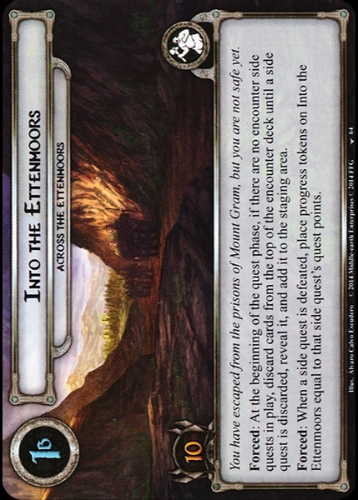 1B
INTO THE ETTENMOORS
ACROSS THE ETTENMOORS
10
You have escaped from the prisons of Mount Gram, but you are not safe yet.
Forced: At the beginning of the quest phase, if there are no encounter side
quests in play, discard cards from the top of the encounter deck until a side
quest is discarded, reveal it, and add it to the staging area.
Forced: When a side quest is defeated, place progress tokens on Into the
Ettenmoors equal to that side quest's quest points.
Illus. Álvaro Calvo Escudero © 2014 Middle-earth Enterprises © 2014 FFG 64